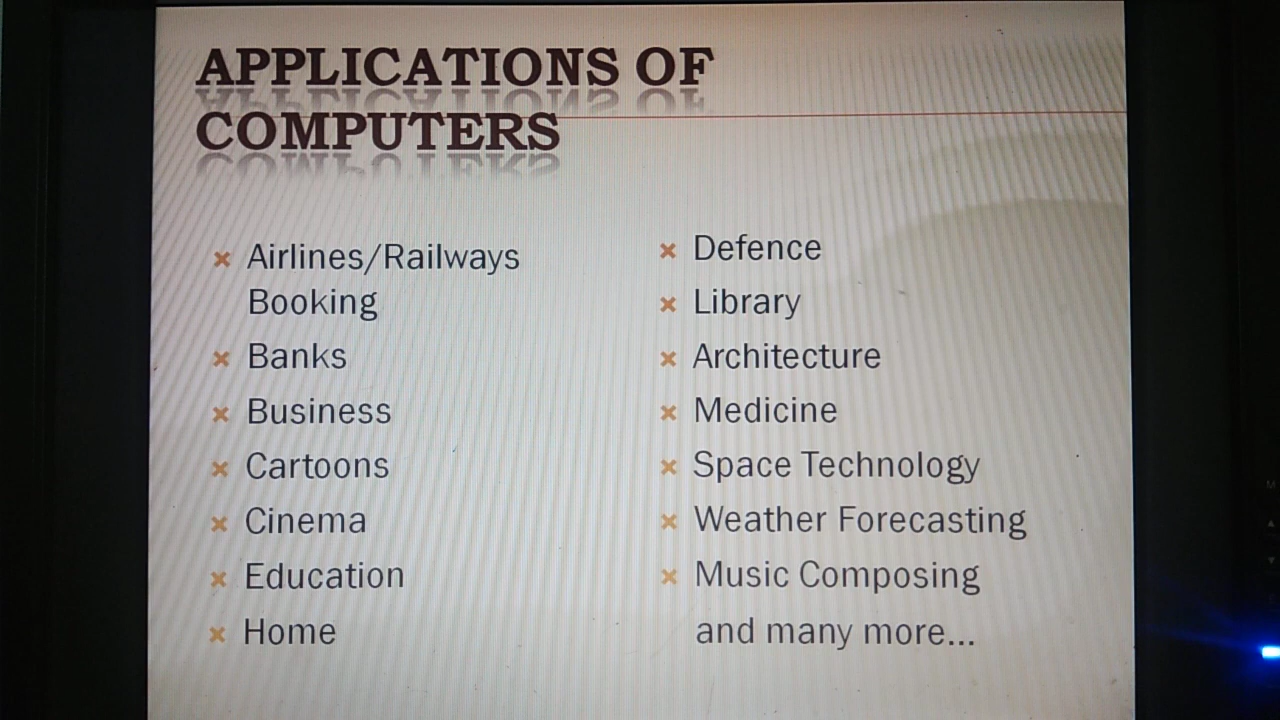 APPLICATIONS OF
COMPUTERS
Airlines/Railways
Booking
Banks
Business
Cartoons
Cinema
Education
Home
Defence
Library
Architecture
Medicine
Space Technology
Weather Forecasting
Music Composing
and many more...